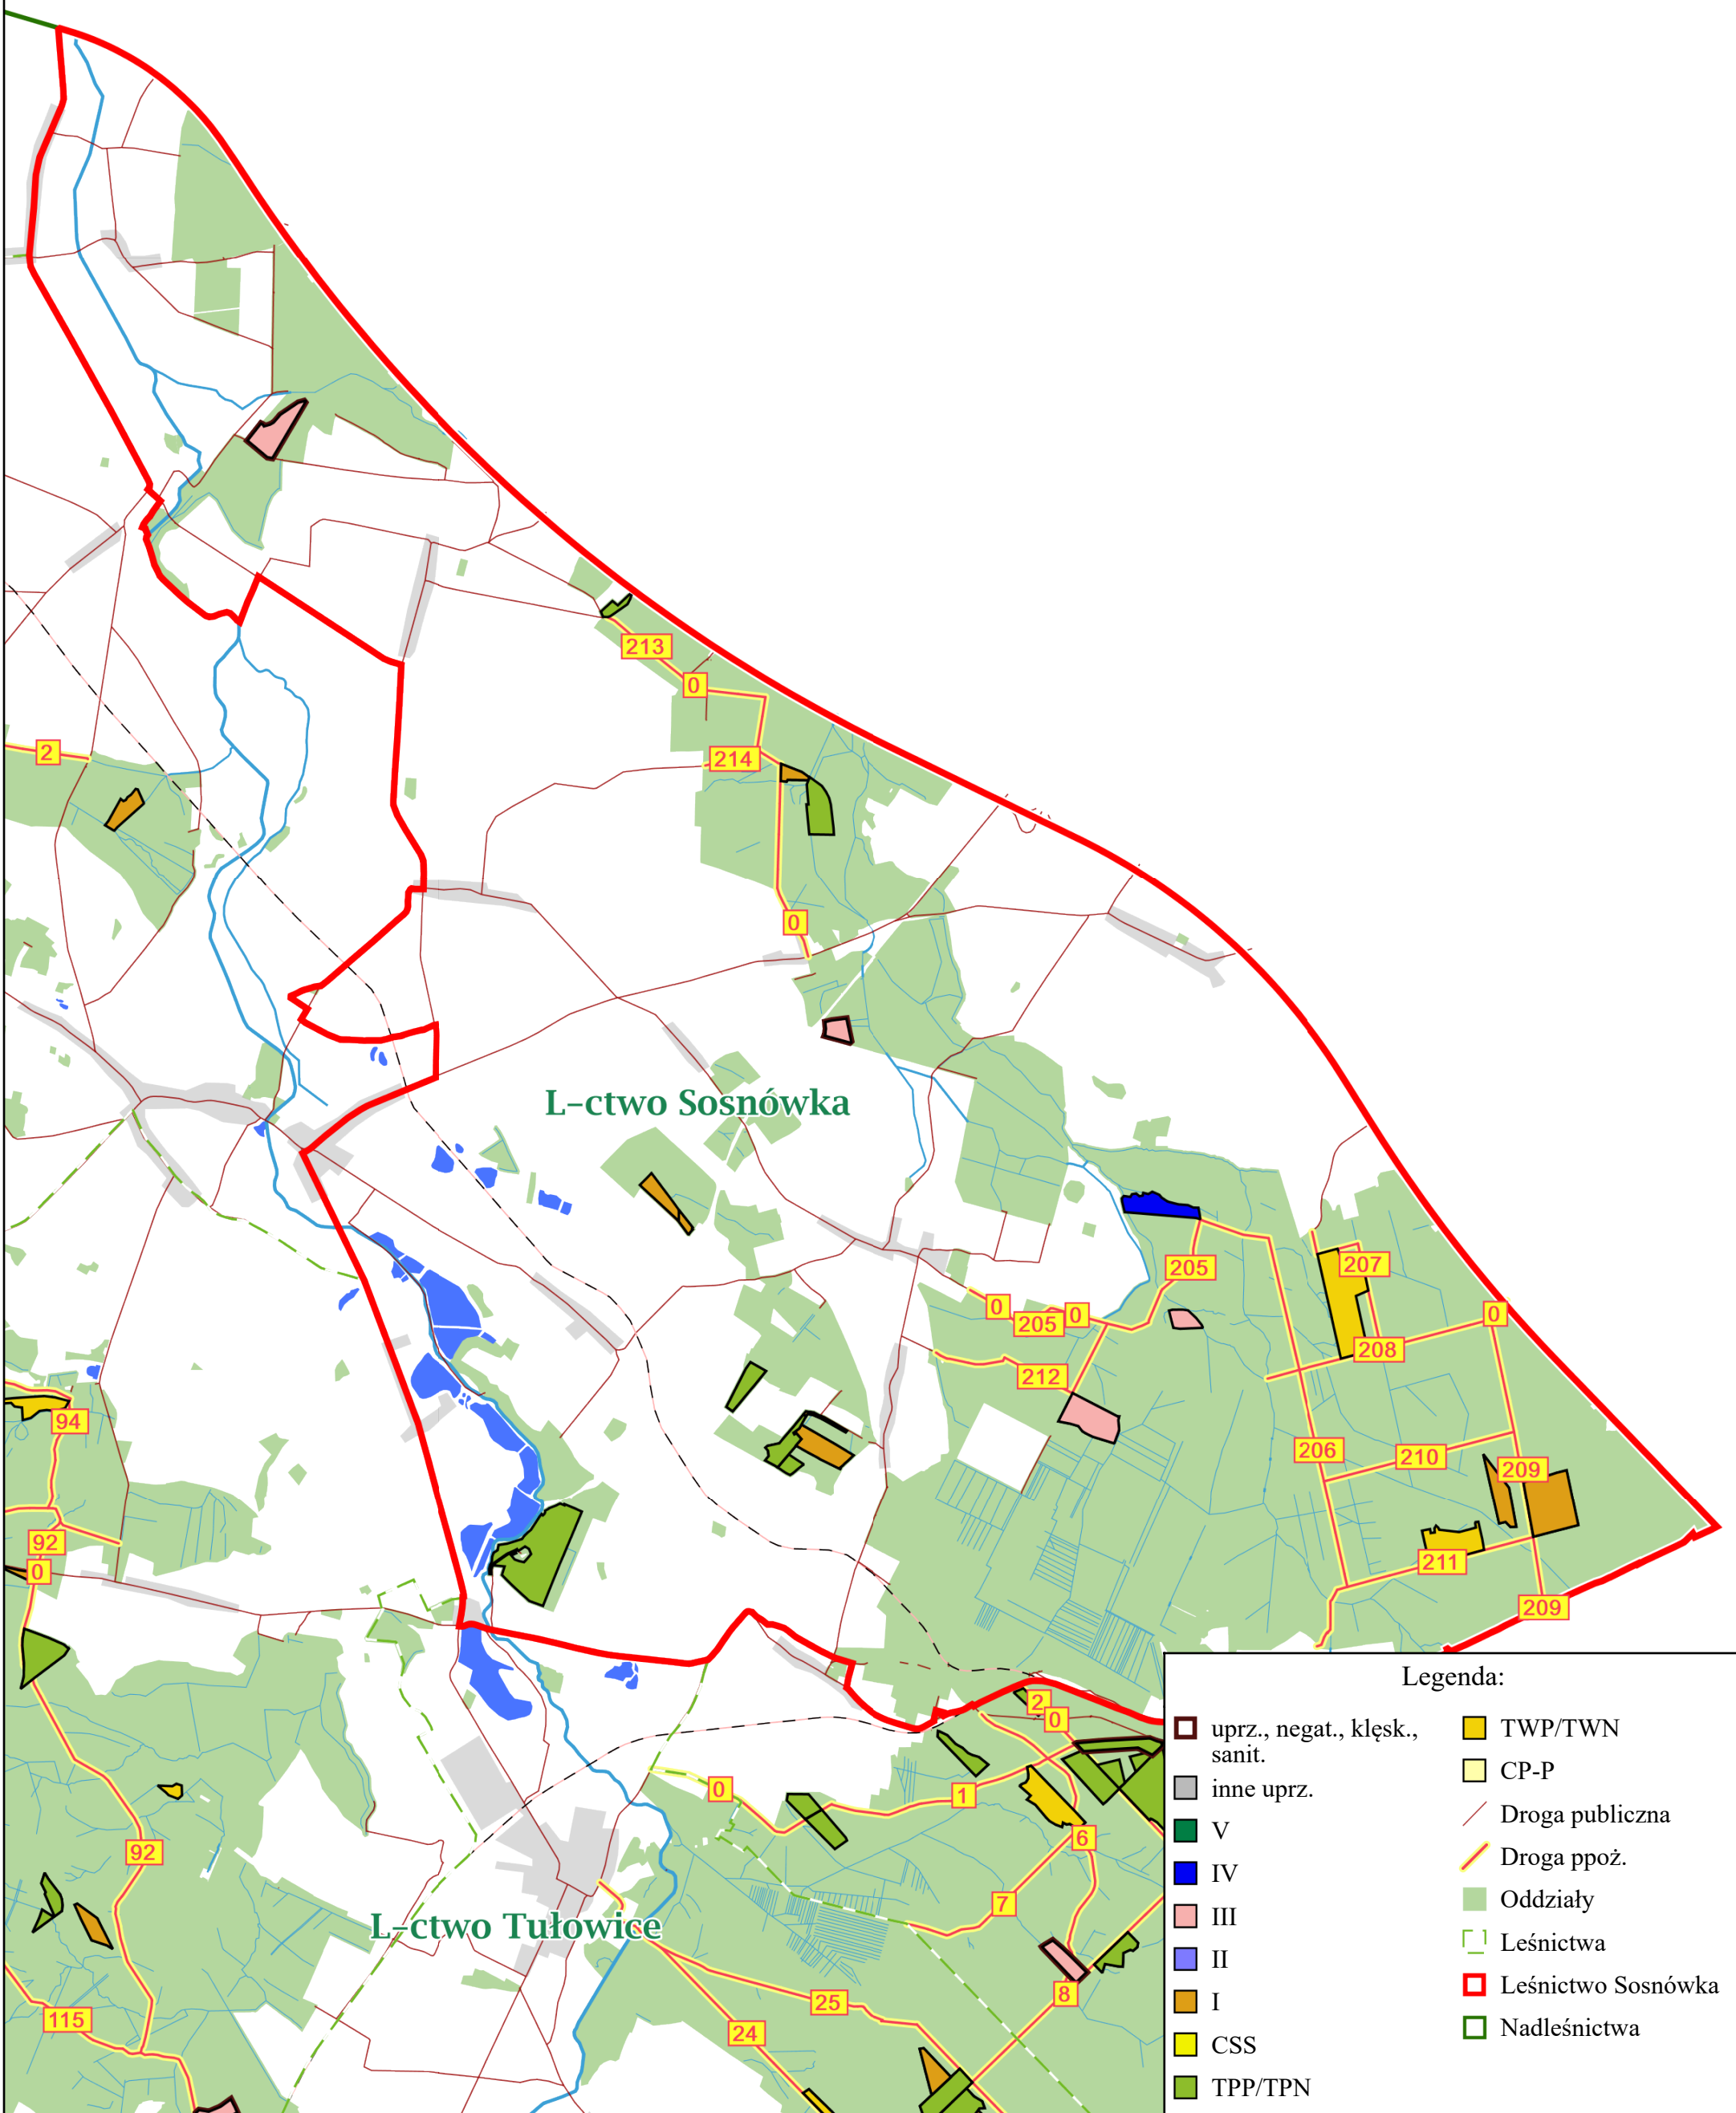 213
0
214
2
0
L-ctwo Sosnówka
205
207
0
0
205
0
208
212
94
206
210
209
92
211
0
209
2
0
0
1
6
92
7
L-ctwo Tułowice
8
25
115
24
Legenda:
uprz., negat., klęsk.,
sanit.
inne uprz.
V
IV
III
II
I
CSS
TPP/TPN
TWP/TWN
CP-P
Droga publiczna
Droga ppoż.
Oddziały
Leśnictwa
Leśnictwo Sosnówka
Nadleśnictwa